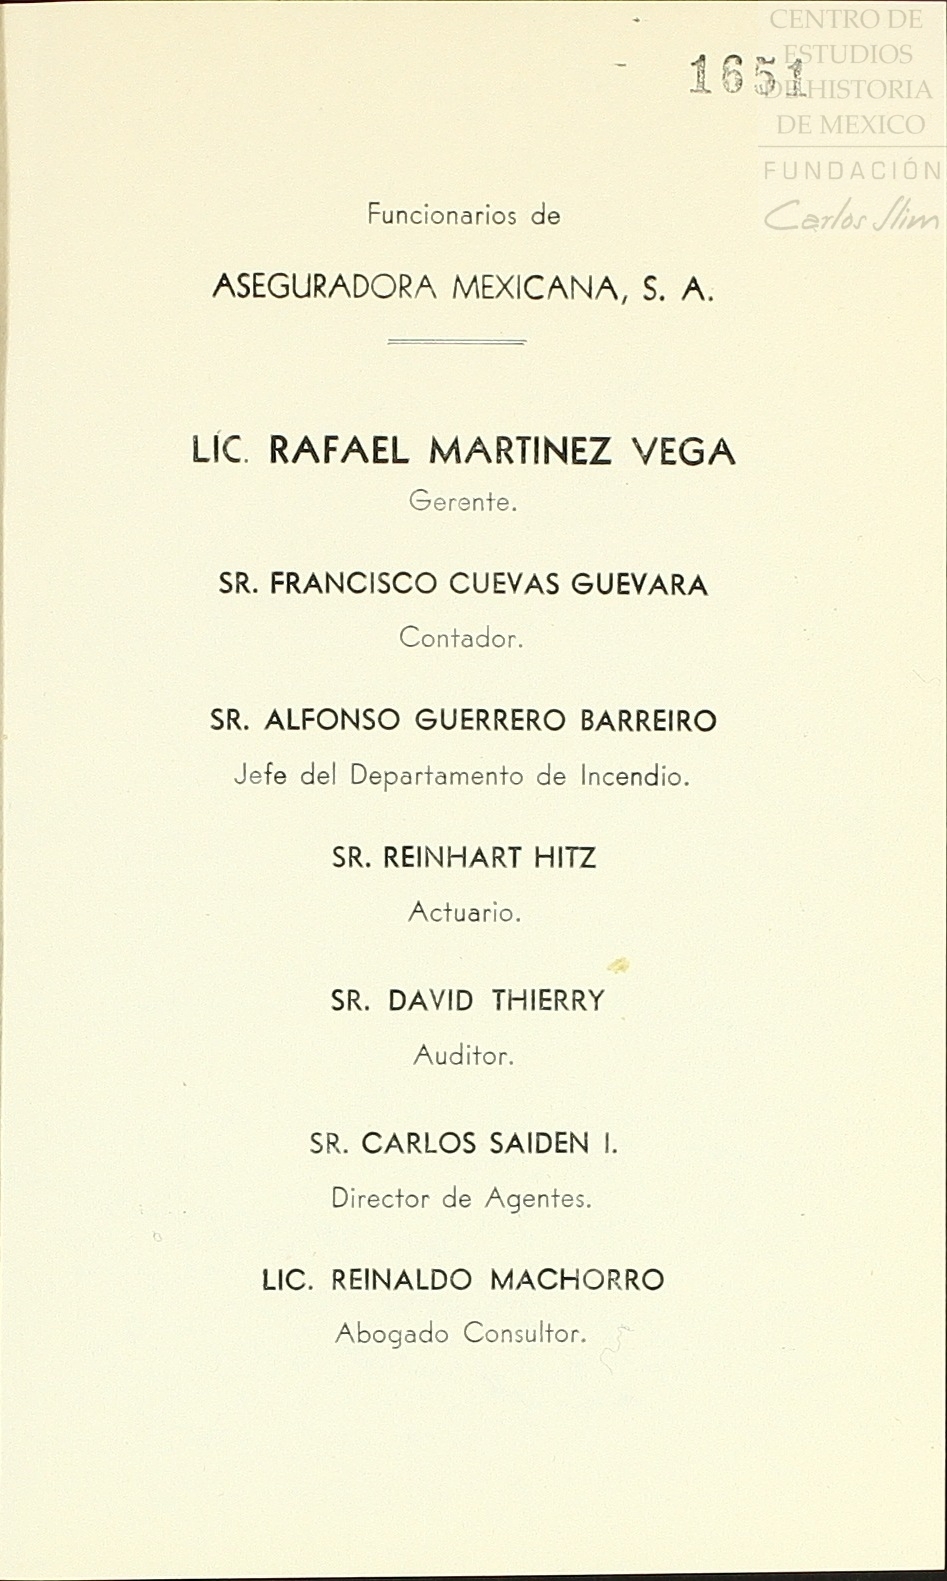 CENTRO DE
ESTUDIOS
DE HISTORIA
DE MEXICO
FUNDACIÓN
Carlos Slim
1651
Funcionarios de
ASEGURADORA MEXICANA, S. A.
LÍC. RAFAEL MARTINEZ VEGA
Gerente.
SR. FRANCISCO CUEVAS GUEVARA
Contador.
SR. ALFONSO GUERRERO BARREIRO
Jefe del Departamento de Incendio.
SR. REINHART HITZ
Actuario.
SR. DAVID THIERRY
Auditor.
SR. CARLOS SAIDEN I.
Director de Agentes.
LIC. REINALDO MACHORRO
Abogado Consultor.